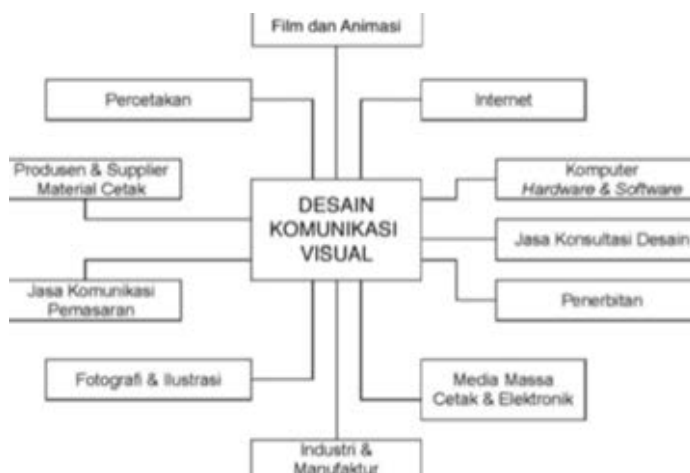 Film dan Animasi
Percetakan
Internet
Produsen & Supplier
Material Cetak
Komputer
Hardware & Software
DESAIN
KOMUNIKASI
VISUAL
Jasa Konsultasi Desain
Jasa Komunikasi
Pemasaran
Penerbitan
Fotografi & Ilustrasi
Media Massa
Cetak & Elektronik
Industri &
Manufaktur